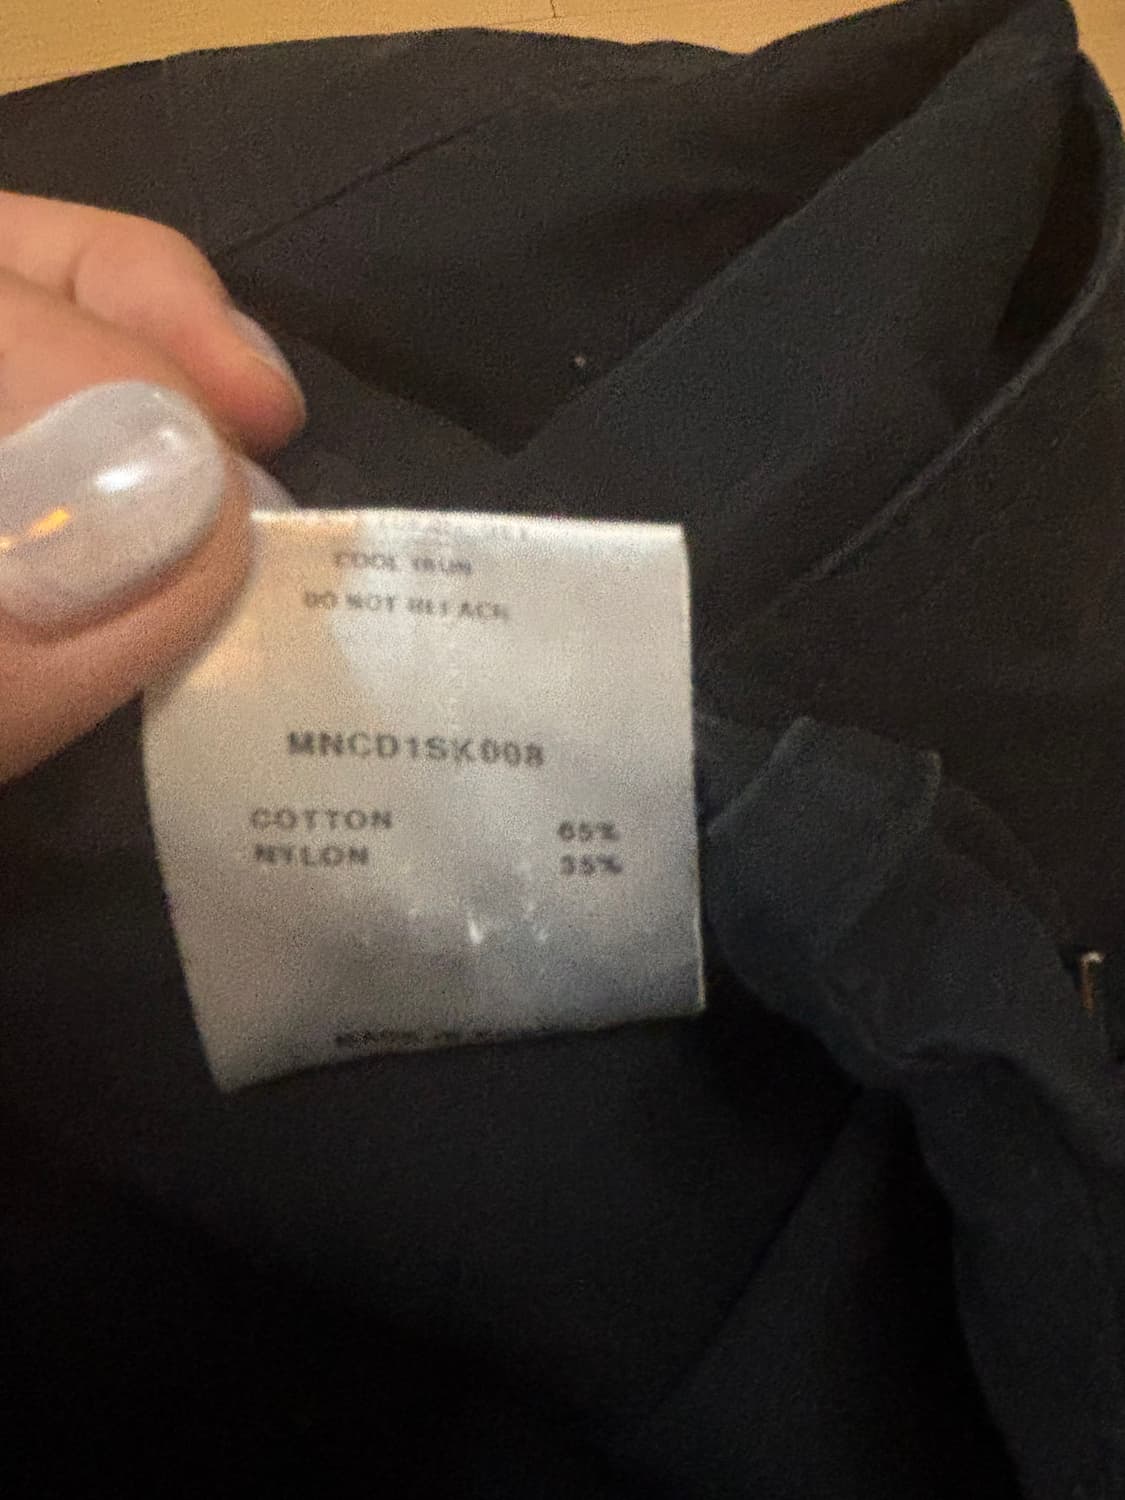 COOL IRON
DO NOT BLEACH
MNCD1SK008
COTTON 65%
NYLON 35%